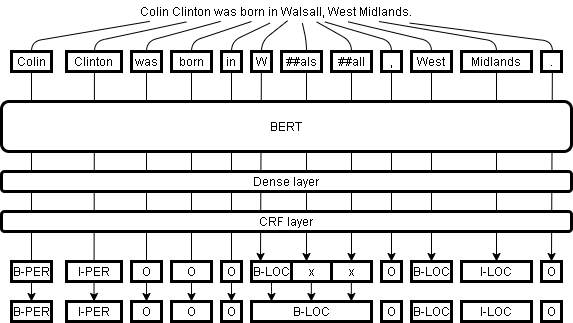 Colin Clinton was born in Walsall, West Midlands.
Colin Clinton was born in W ##als ##all , West Midlands .
BERT
Dense layer
CRF layer
B-PER I-PER O O O B-LOC x x O B-LOC I-LOC O
B-PER I-PER O O O B-LOC O B-LOC I-LOC O